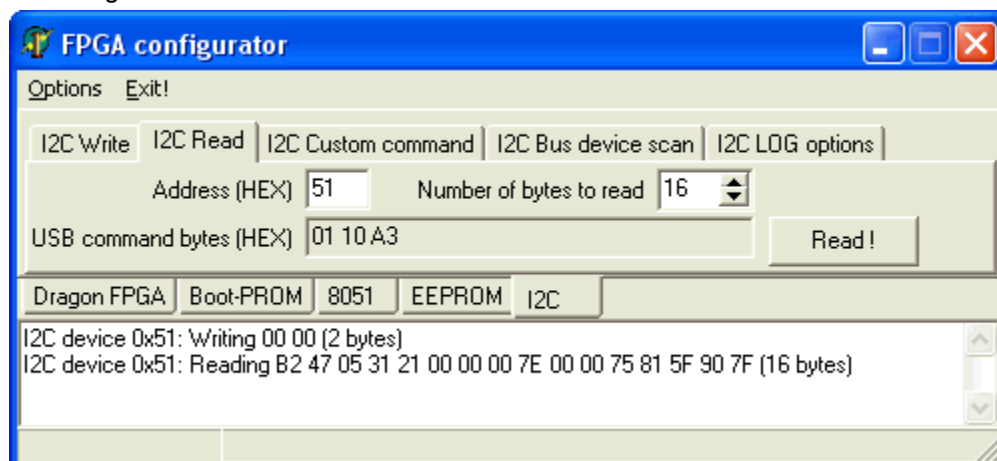 FPGA configurator
Options Exit!
I2C Write I2C Read I2C Custom command I2C Bus device scan I2C LOG options
Address (HEX) 51 Number of bytes to read 16
USB command bytes (HEX) 01 10 A3 Read !
Dragon FPGA Boot-PROM 8051 EEPROM I2C
I2C device 0x51: Writing 00 00 (2 bytes)
I2C device 0x51: Reading B2 47 05 31 21 00 00 00 7E 00 00 75 81 5F 90 7F (16 bytes)